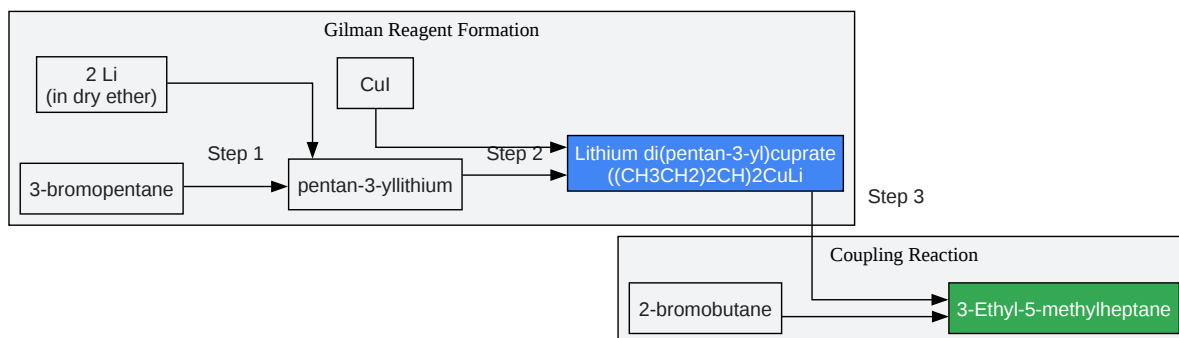 Gilman Reagent Formation
2 Li
(in dry ether)
CuI
Step 1
Step 2
3-bromopentane
pentan-3-yllithium
Lithium di(pentan-3-yl)cuprate
((CH3CH2)2CH)2CuLi
Step 3
Coupling Reaction
2-bromobutane
3-Ethyl-5-methylheptane